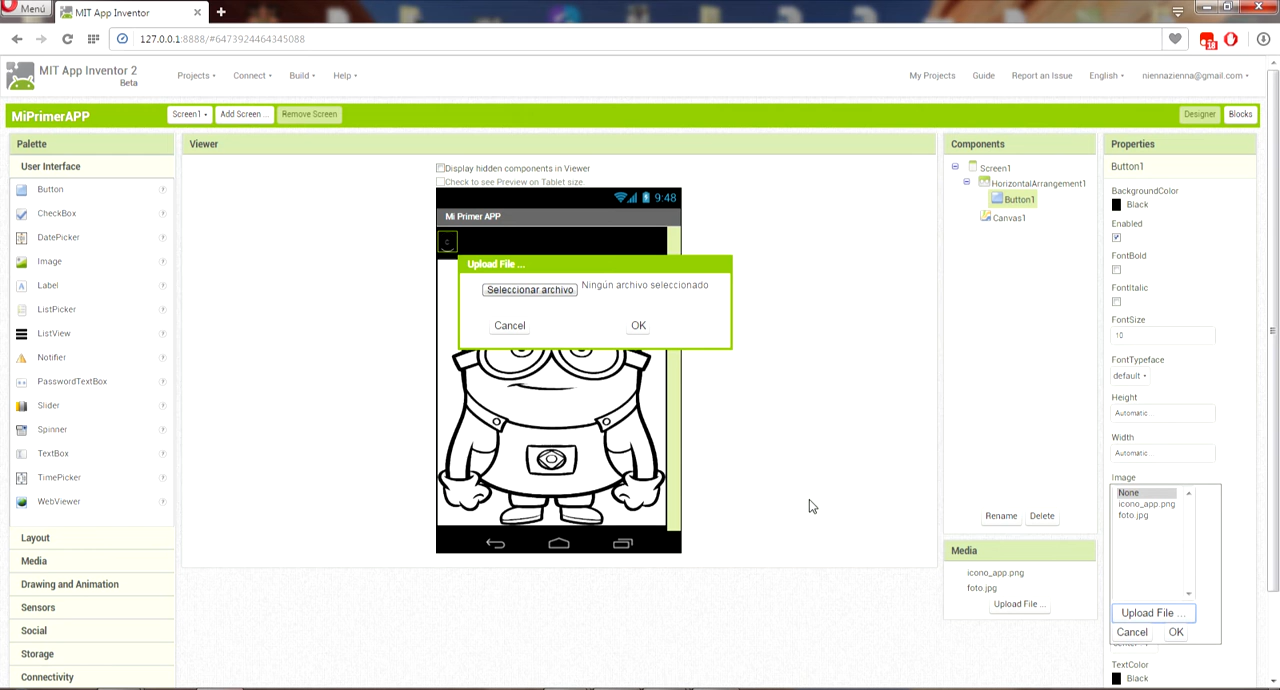 Menú
MIT App Inventor
127.0.0.1:8888/#6473924464345088
18
MIT App Inventor 2
Beta
Projects
Connect
Build
Help
My Projects
Guide
Report an Issue
English
niennazienna@gmail.com
MiPrimerAPP
Screen1
Add Screen ...
Remove Screen
Designer
Blocks
Palette
User Interface
Button
CheckBox
DatePicker
Image
Label
ListPicker
ListView
Notifier
PasswordTextBox
Slider
Spinner
TextBox
TimePicker
WebViewer
Layout
Media
Drawing and Animation
Sensors
Social
Storage
Connectivity
Viewer
Display hidden components in Viewer
Check to see Preview on Tablet size.
9:48
Mi Primer APP
Upload File ...
Seleccionar archivo
Ningún archivo seleccionado
Cancel
OK
Components
Screen1
HorizontalArrangement1
Button1
Canvas1
Rename
Delete
Media
icono_app.png
foto.jpg
Upload File ...
Properties
Button1
BackgroundColor
Black
Enabled
FontBold
FontItalic
FontSize
FontTypeface
default
Height
Automatic...
Width
Automatic...
Image
None
icono_app.png
foto.jpg
Upload File ...
Cancel
OK
TextColor
Black